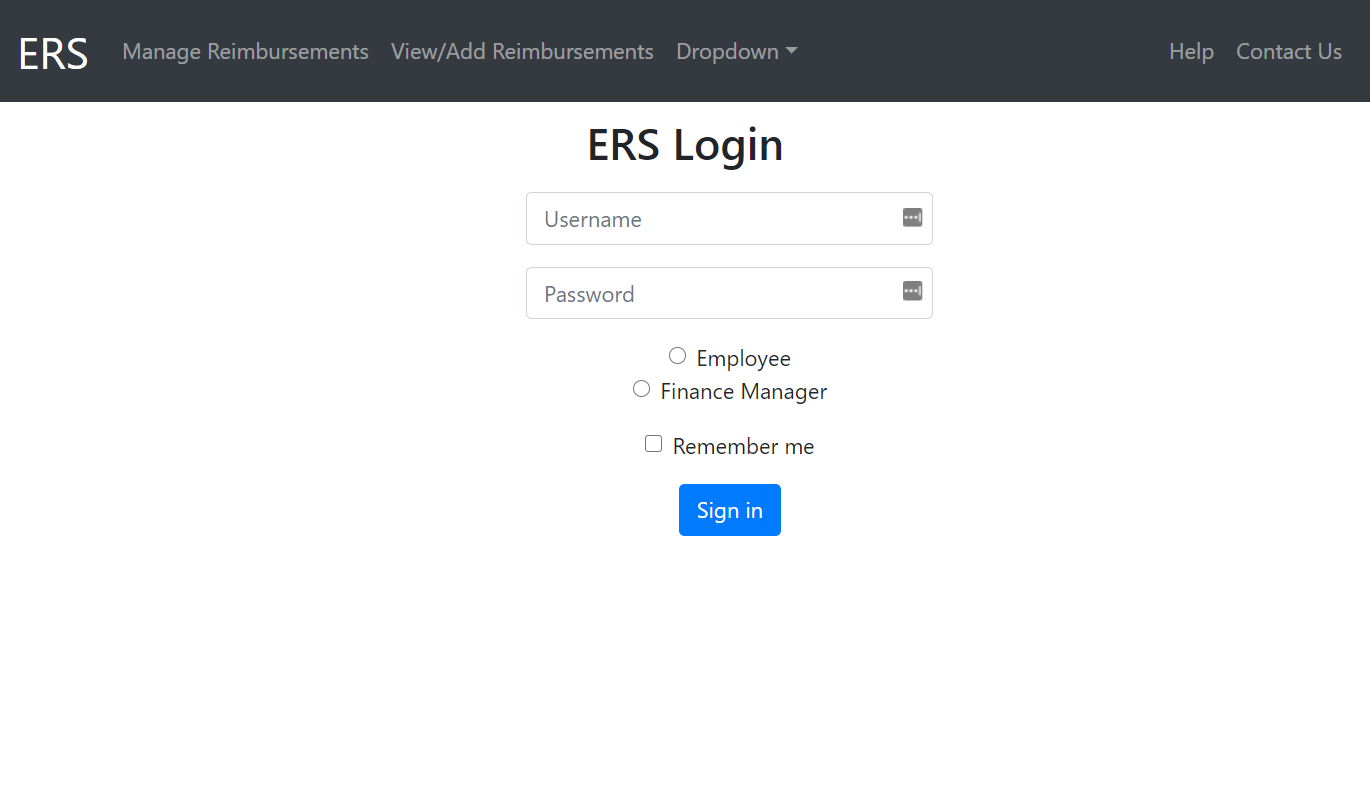 ERS Manage Reimbursements View/Add Reimbursements Dropdown Help Contact Us
ERS Login
Username
Password
Employee
Finance Manager
Remember me
Sign in